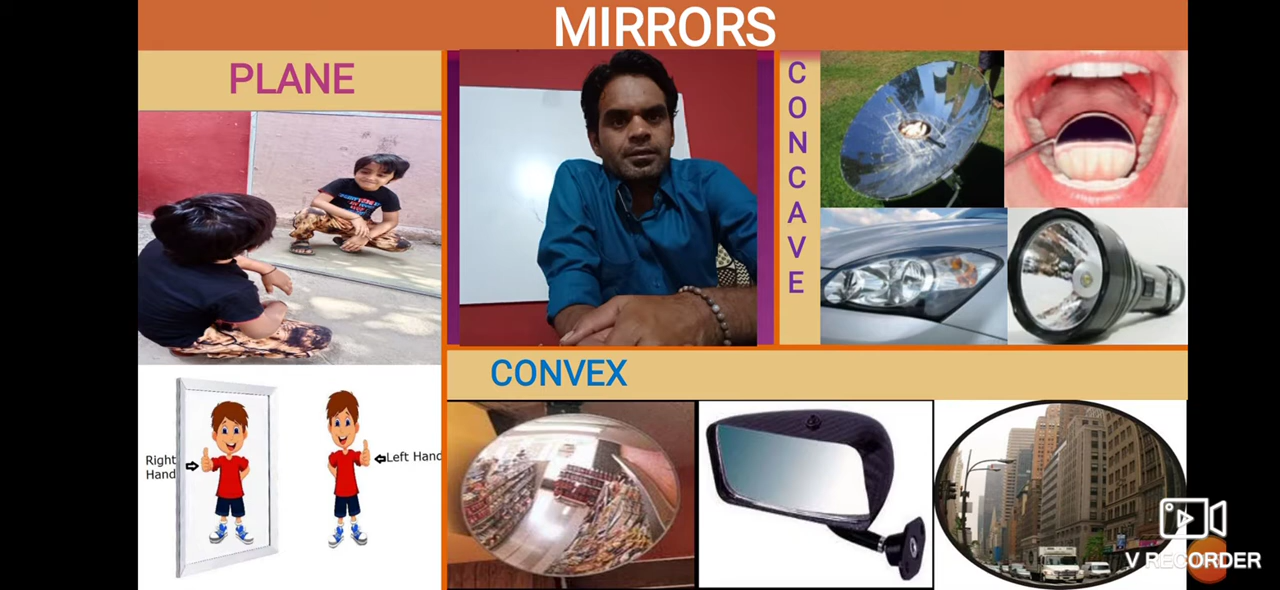 MIRRORS
PLANE
CONCAVE
CONVEX
Right
Hand
Left Hand
V RECORDER